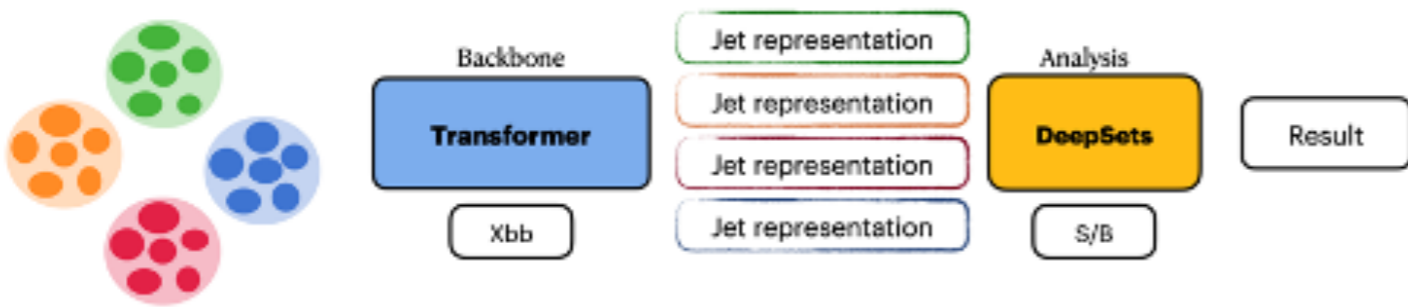 Backbone
Transformer
Xbb
Jet representation
Jet representation
Jet representation
Jet representation
Analysis
DeepSets
S/B
Result